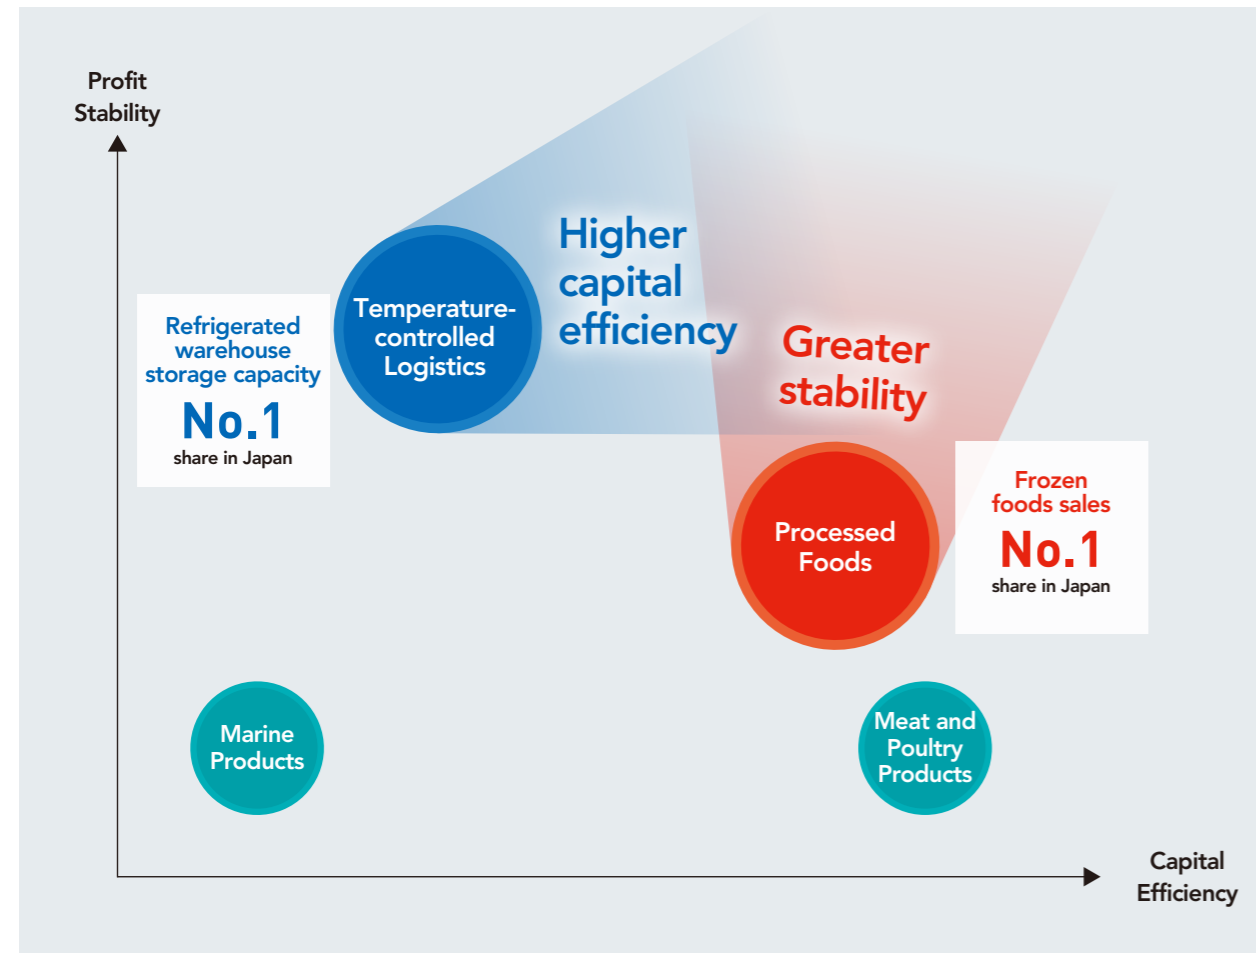 Profit
Stability
Higher
capital
efficiency
Temperature-
controlled
Logistics
Refrigerated
warehouse
storage capacity
No.1
share in Japan
Greater
stability
Processed
Foods
Frozen
foods sales
No.1
share in Japan
Marine
Products
Meat and
Poultry
Products
Capital
Efficiency